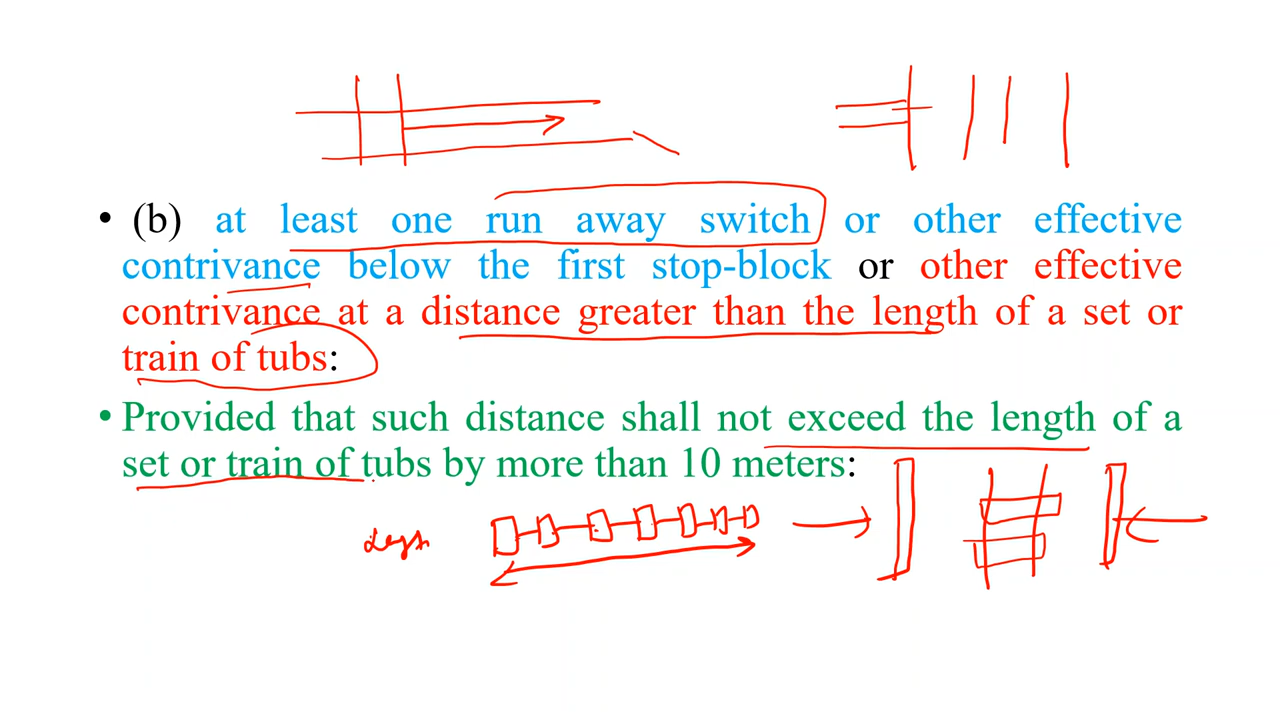 • (b) at least one run away switch or other effective
contrivance below the first stop-block or other effective
contrivance at a distance greater than the length of a set or
train of tubs:
• Provided that such distance shall not exceed the length of a
set or train of tubs by more than 10 meters: